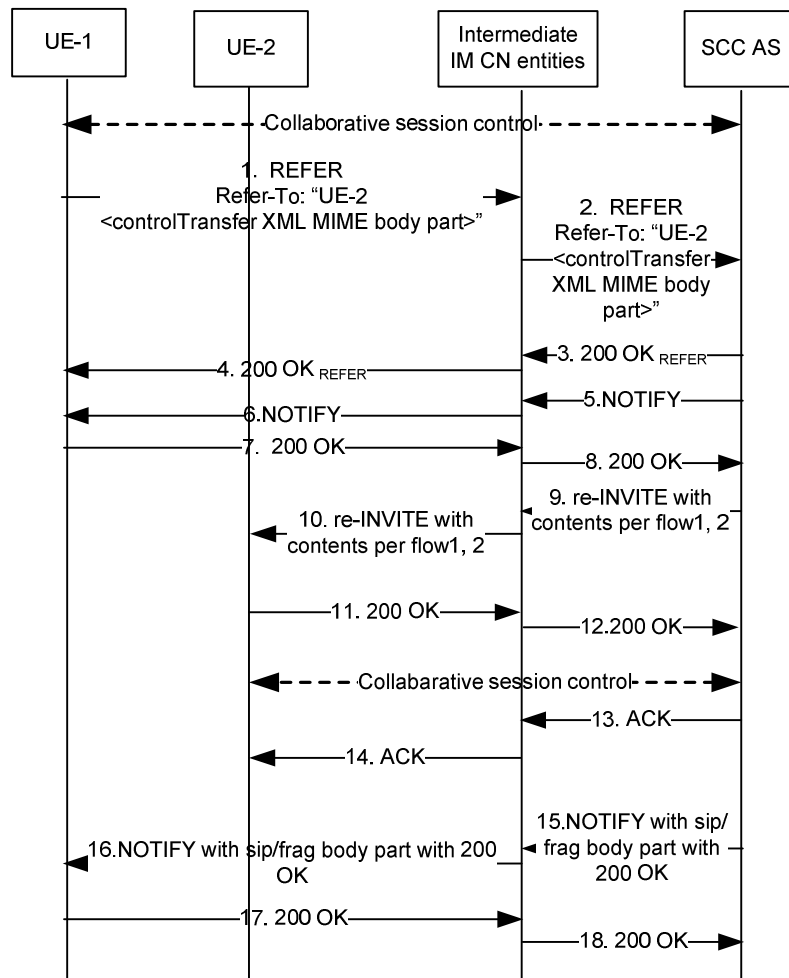 UE-1
UE-2
Intermediate
IM CN entities
SCC AS
Collaborative session control
1. REFER
Refer-To: “UE-2
<controlTransfer XML MIME body part>”
2. REFER
Refer-To: “UE-2
<controlTransfer
XML MIME body
part>”
3. 200 OK REFER
4. 200 OK REFER
5.NOTIFY
6.NOTIFY
7. 200 OK
8. 200 OK
9. re-INVITE with
contents per flow1, 2
10. re-INVITE with
contents per flow1, 2
11. 200 OK
12.200 OK
Collabarative session control
13. ACK
14. ACK
15.NOTIFY with sip/
frag body part with
200 OK
16.NOTIFY with sip/frag body part with 200
OK
17. 200 OK
18. 200 OK